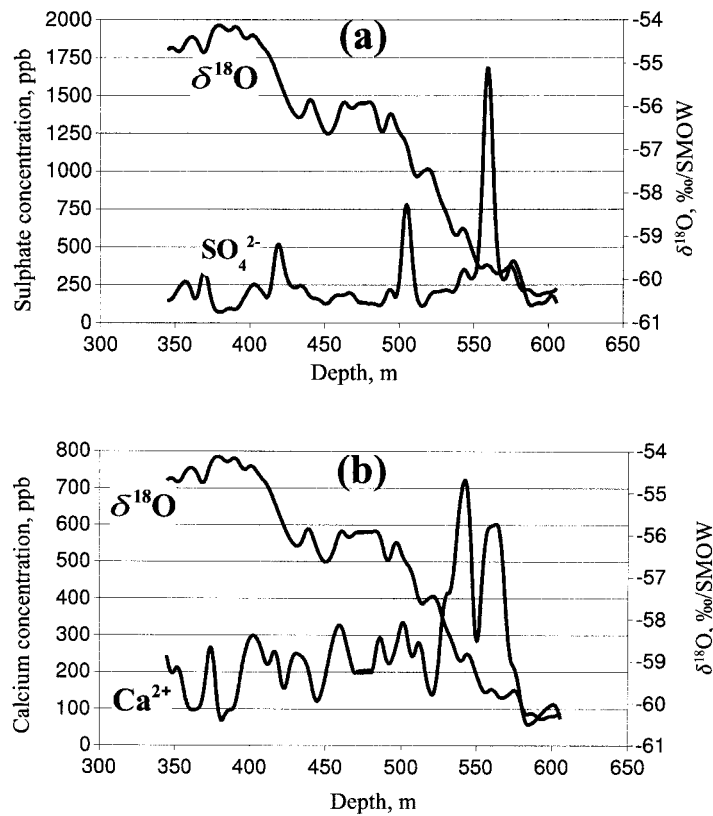 (a)
Sulphate concentration, ppb
2000
1750
1500
1250
1000
750
500
250
0
δ¹⁸O
SO₄²⁻
-54
-55
-56
-57
-58
-59
-60
-61
δ¹⁸O, ‰/SMOW
300 350 400 450 500 550 600 650
Depth, m
(b)
Calcium concentration, ppb
800
700
600
500
400
300
200
100
0
δ¹⁸O
Ca²⁺
-54
-55
-56
-57
-58
-59
-60
-61
δ¹⁸O, ‰/SMOW
300 350 400 450 500 550 600 650
Depth, m